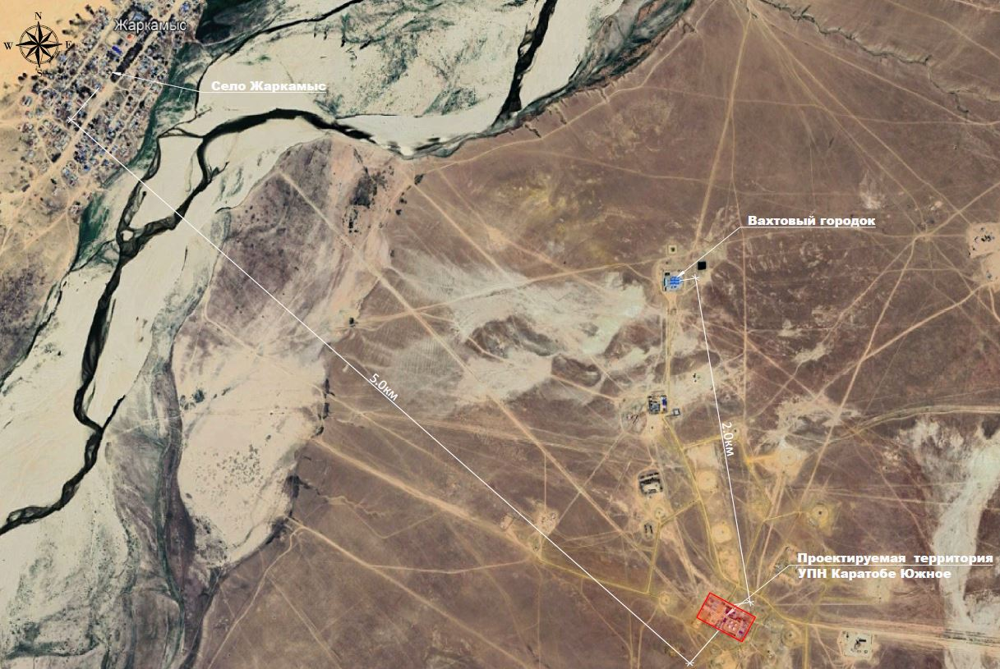 N
Жаркамыс
W
E
S
Село Жаркамыс
Вахтовый городок
5.0км
2.0км
Проектируемая территория
УПН Каратобе Южное